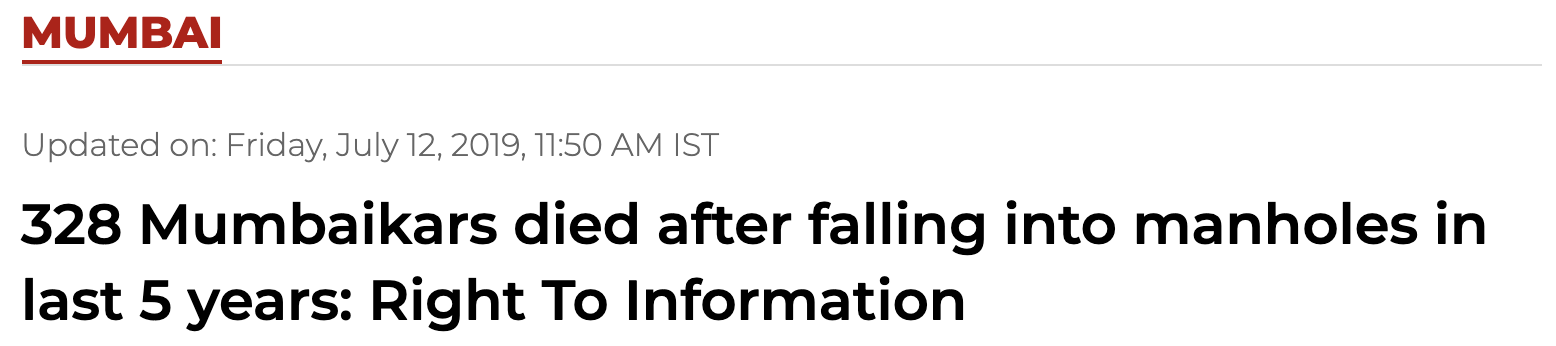 MUMBAI
Updated on: Friday, July 12, 2019, 11:50 AM IST
328 Mumbaikars died after falling into manholes in
last 5 years: Right To Information